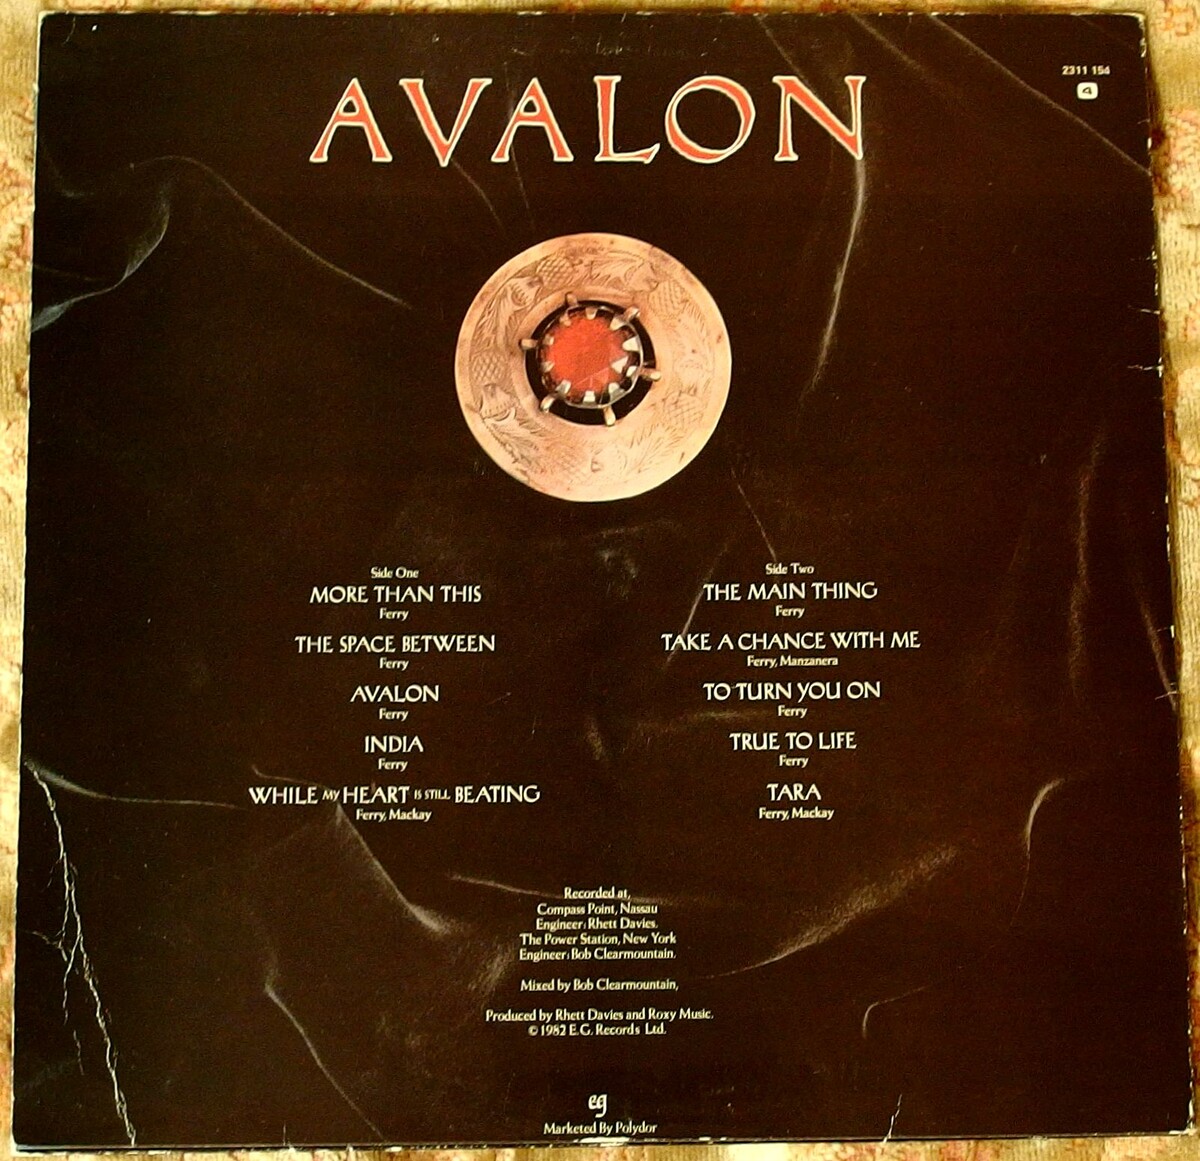 AVALON
2311 154
4
Side One
MORE THAN THIS
Ferry
THE SPACE BETWEEN
Ferry
AVALON
Ferry
INDIA
Ferry
WHILE MY HEART IS STILL BEATING
Ferry, Mackay
Side Two
THE MAIN THING
Ferry
TAKE A CHANCE WITH ME
Ferry, Manzanera
TO TURN YOU ON
Ferry
TRUE TO LIFE
Ferry
TARA
Ferry, Mackay
Recorded at,
Compass Point, Nassau
Engineer: Rhett Davies.
The Power Station, New York
Engineer: Bob Clearmountain.
Mixed by Bob Clearmountain,
Produced by Rhett Davies and Roxy Music.
© 1982 E.G. Records Ltd.
eg
Marketed By Polydor